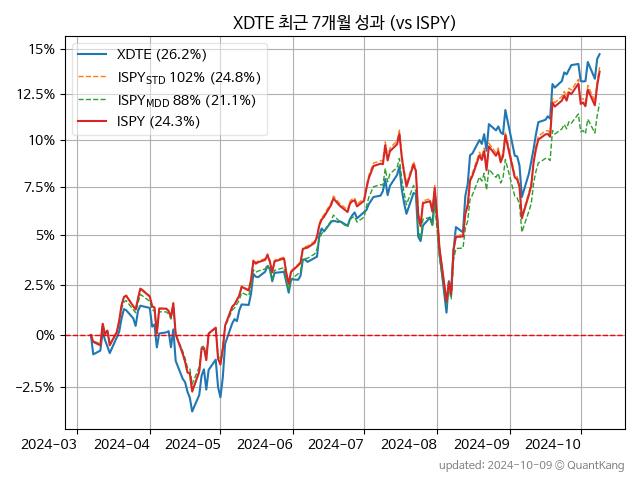 XDTE 최근 7개월 성과 (vs ISPY)
XDTE (26.2%)
ISPY_STD 102% (24.8%)
ISPY_MDD 88% (21.1%)
ISPY (24.3%)
15%
12.5%
10%
7.5%
5%
2.5%
0%
−2.5%
2024-03 2024-04 2024-05 2024-06 2024-07 2024-08 2024-09 2024-10
updated: 2024-10-09 © QuantKang